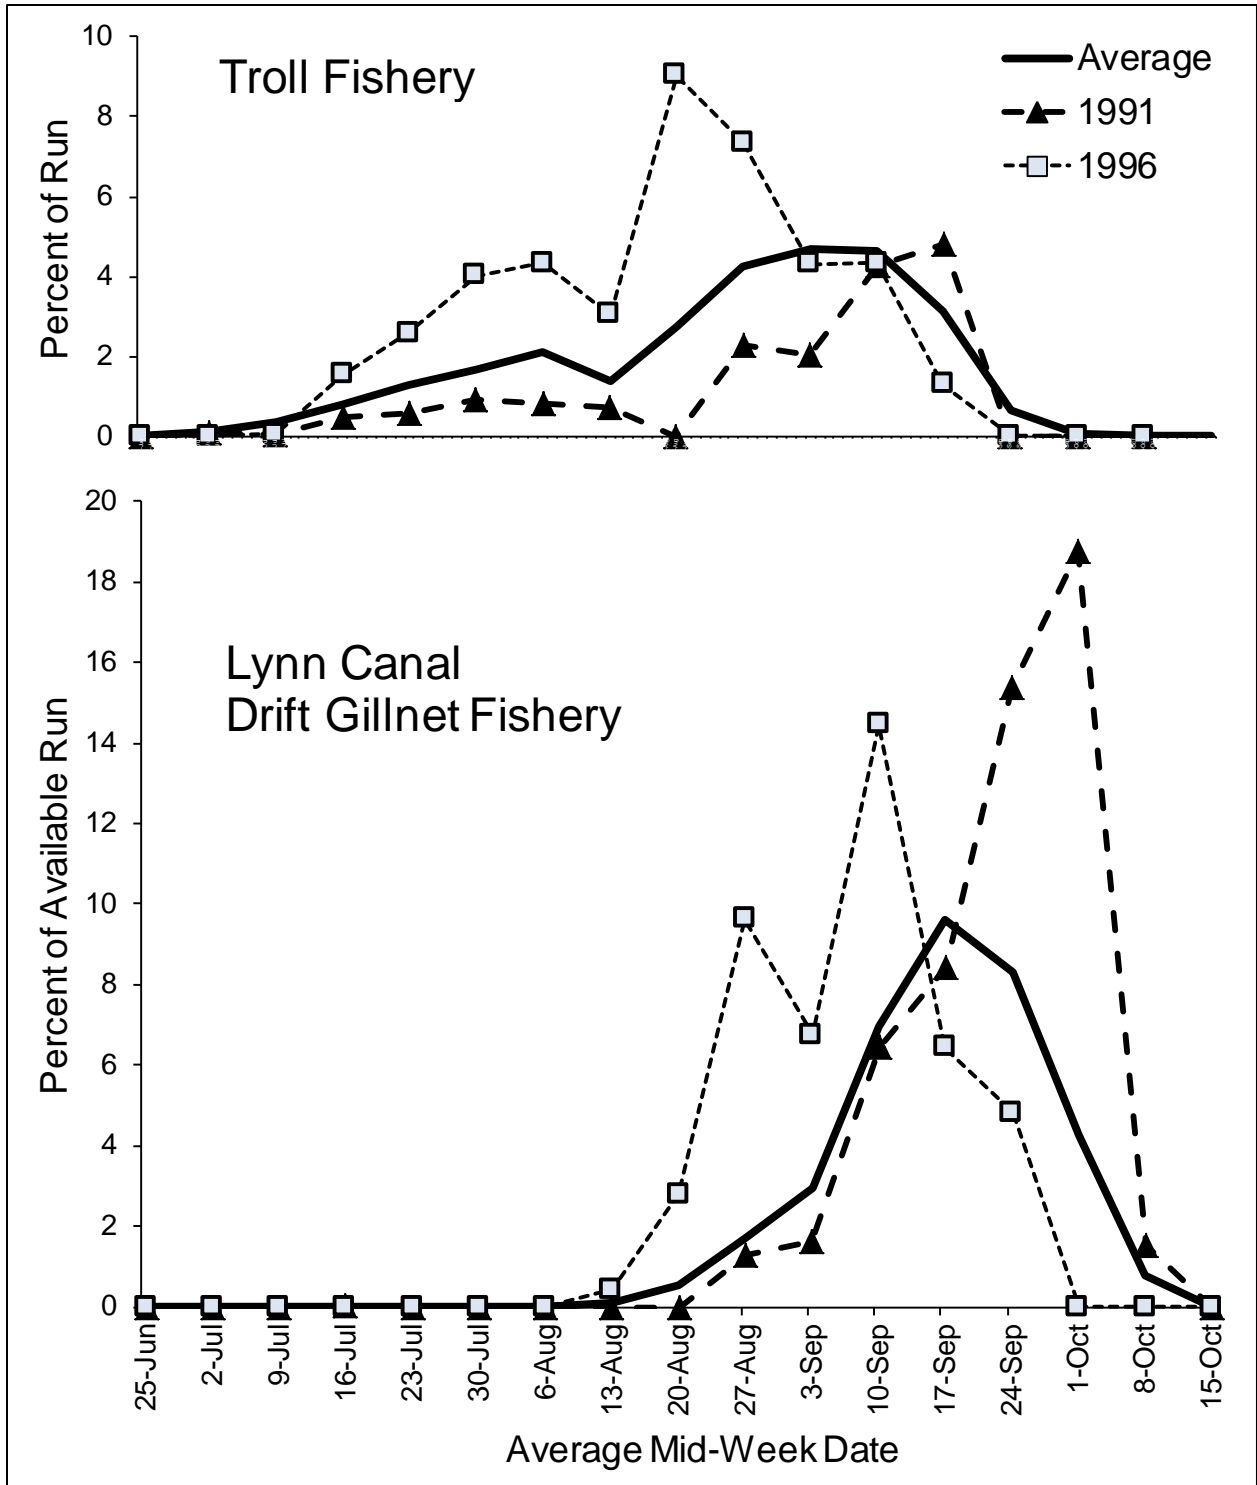 10
8
6
4
2
0
Percent of Run
Troll Fishery
Average
1991
1996
20
18
16
14
12
10
8
6
4
2
0
Percent of Available Run
Lynn Canal
Drift Gillnet Fishery
25-Jun
2-Jul
9-Jul
16-Jul
23-Jul
30-Jul
6-Aug
13-Aug
20-Aug
27-Aug
3-Sep
10-Sep
17-Sep
24-Sep
1-Oct
8-Oct
15-Oct
Average Mid-Week Date